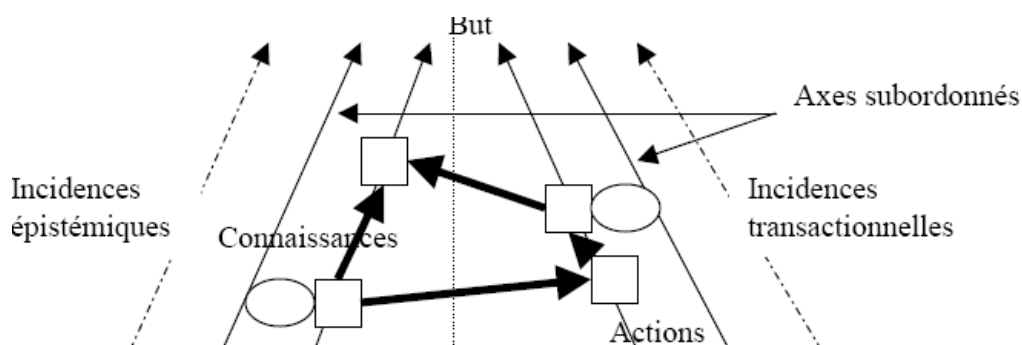 But
Axes subordonnés
Incidences
épistémiques
Connaissances
Incidences
transactionnelles
Actions